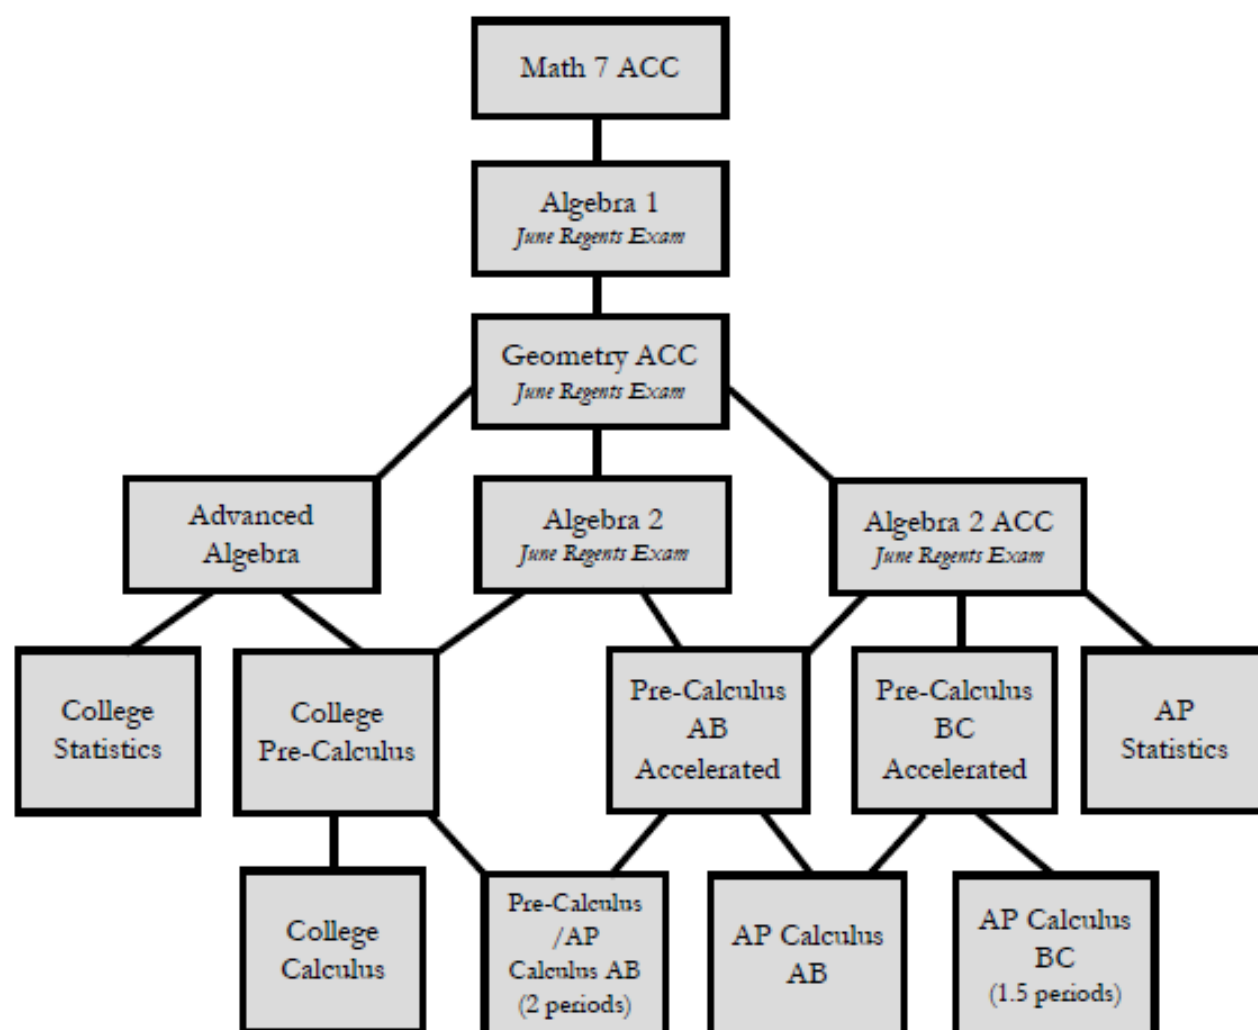 Math 7 ACC
Algebra 1
June Regents Exam
Geometry ACC
June Regents Exam
Advanced
Algebra
Algebra 2
June Regents Exam
Algebra 2 ACC
June Regents Exam
College
Statistics
College
Pre-Calculus
Pre-Calculus
AB
Accelerated
Pre-Calculus
BC
Accelerated
AP
Statistics
College
Calculus
Pre-Calculus
/AP
Calculus AB
(2 periods)
AP Calculus
AB
AP Calculus
BC
(1.5 periods)